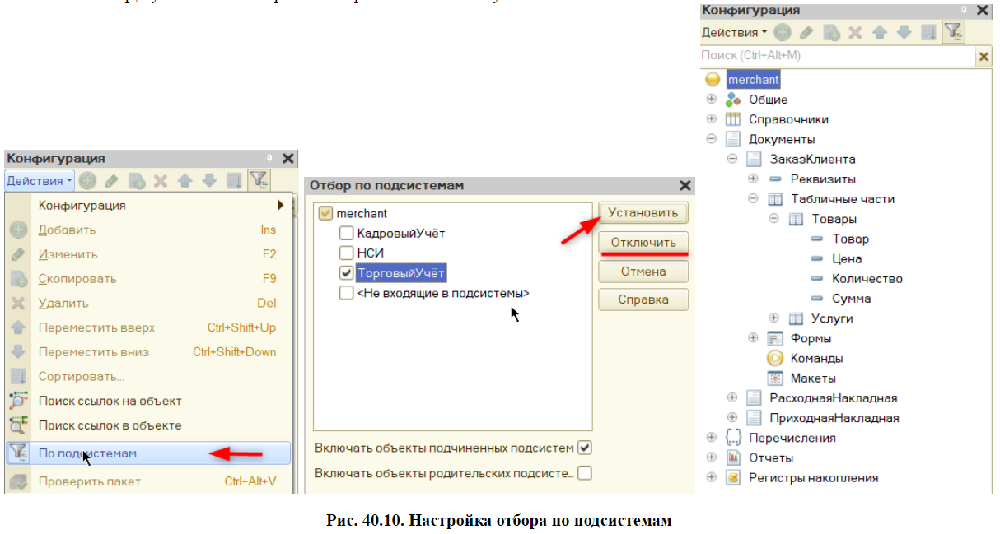 Конфигурация
Действия
Конфигурация
Добавить Ins
Изменить F2
Скопировать F9
Удалить Del
Переместить вверх Ctrl+Shift+Up
Переместить вниз Ctrl+Shift+Down
Сортировать...
Поиск ссылок на объект
Поиск ссылок в объекте
По подсистемам
Проверить пакет Ctrl+Alt+V
Отбор по подсистемам
merchant
КадровыйУчёт
НСИ
ТорговыйУчёт
<Не входящие в подсистемы>
Установить
Отключить
Отмена
Справка
Включать объекты подчиненных подсистем
Включать объекты родительских подсисте...
Конфигурация
Действия
Поиск (Ctrl+Alt+M)
merchant
Общие
Справочники
Документы
ЗаказКлиента
Реквизиты
Табличные части
Товары
Товар
Цена
Количество
Сумма
Услуги
Формы
Команды
Макеты
РасходнаяНакладная
ПриходнаяНакладная
Перечисления
Отчеты
Регистры накопления
Рис. 40.10. Настройка отбора по подсистемам